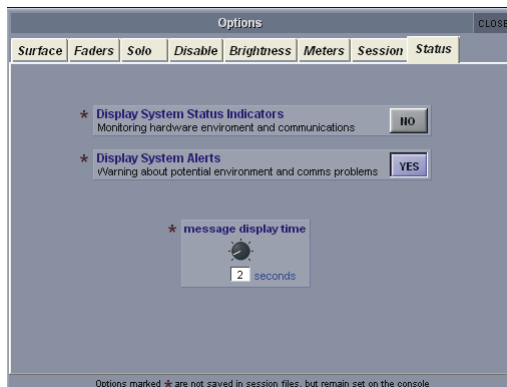 Options
CLOSE
Surface Faders Solo Disable Brightness Meters Session Status
* Display System Status Indicators
Monitoring hardware enviroment and communications
NO
* Display System Alerts
Warning about potential environment and comms problems
YES
* message display time
2 seconds
Options marked * are not saved in session files, but remain set on the console